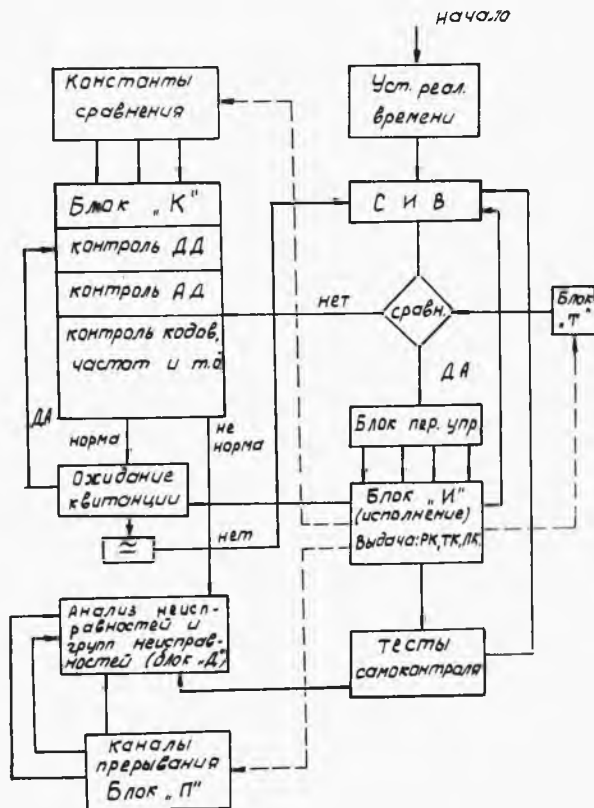 начало
Уст. реал.
времени
Константы
сравнения
С И В
Блок „К"
контроль ДД
контроль АД
контроль кодов,
частот и т.д.
нет
сравн.
Блок
„Т"
ДА
Блок пер. упр.
ДА
норма
не
норма
Ожидание
квитанции
нет
Блок „И"
(исполнение)
Выдача: РК, ТК, ПК.
Анализ неисп-
равностей и
групп неисправ-
ностей (блок „Д")
тесты
самоконтроля
каналы
прерывания
Блок „П"